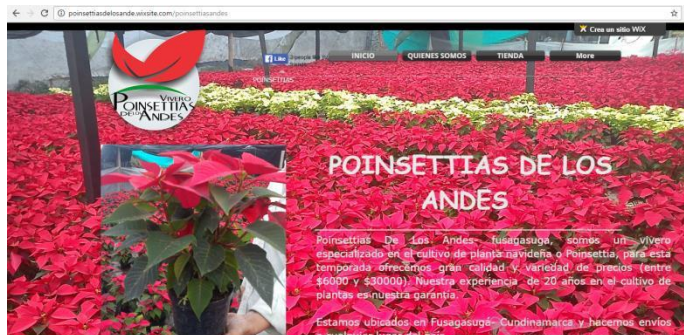 poinsettiasdelosande.wixsite.com/poinsettiasandes
Crea un sitio WiX
Like
INICIO
QUIENES SOMOS
TIENDA
More
POINSETTIAS
VIVERO
POINSETTIAS
DE LOS ANDES
POINSETTIAS DE LOS
ANDES
Poinsettias De Los Andes- fusagasuga, somos un vivero
especializado en el cultivo de planta navideña o Poinsettia, para esta
temporada ofrecemos gran calidad y variedad de precios (entre
$6000 y $30000). Nuestra experiencia de 20 años en el cultivo de
plantas es nuestra garantia.
Estamos ubicados en Fusagasugá- Cundinamarca y hacemos envíos